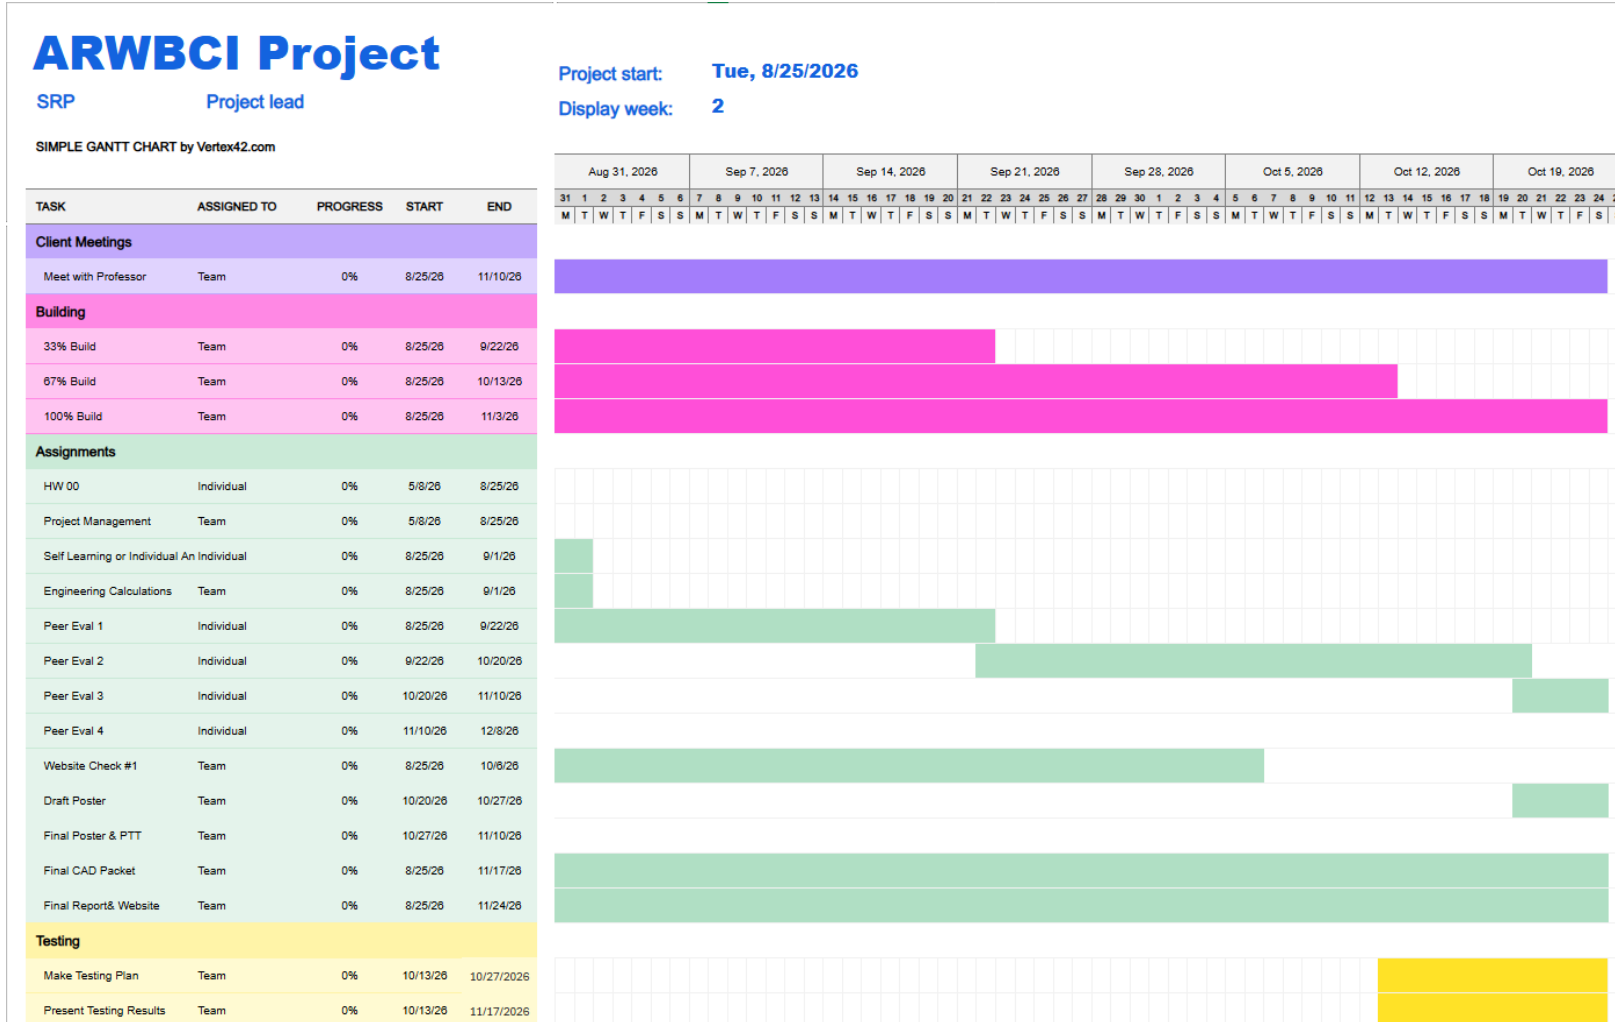 ARWBCI Project
SRP Project lead
Project start: Tue, 8/25/2026
Display week: 2
SIMPLE GANTT CHART by Vertex42.com
Aug 31, 2026 Sep 7, 2026 Sep 14, 2026 Sep 21, 2026 Sep 28, 2026 Oct 5, 2026 Oct 12, 2026 Oct 19, 2026
31 1 2 3 4 5 6 7 8 9 10 11 12 13 14 15 16 17 18 19 20 21 22 23 24 25 26 27 28 29 30 1 2 3 4 5 6 7 8 9 10 11 12 13 14 15 16 17 18 19 20 21 22 23 24
TASK ASSIGNED TO PROGRESS START END
M T W T F S S M T W T F S S M T W T F S S M T W T F S S M T W T F S S M T W T F S S M T W T F S S M T W T F S
Client Meetings
Meet with Professor Team 0% 8/25/26 11/10/26
Building
33% Build Team 0% 8/25/26 9/22/26
67% Build Team 0% 8/25/26 10/13/26
100% Build Team 0% 8/25/26 11/3/26
Assignments
HW 00 Individual 0% 5/8/26 8/25/26
Project Management Team 0% 5/8/26 8/25/26
Self Learning or Individual An Individual 0% 8/25/26 9/1/26
Engineering Calculations Team 0% 8/25/26 9/1/26
Peer Eval 1 Individual 0% 8/25/26 9/22/26
Peer Eval 2 Individual 0% 9/22/26 10/20/26
Peer Eval 3 Individual 0% 10/20/26 11/10/26
Peer Eval 4 Individual 0% 11/10/26 12/8/26
Website Check #1 Team 0% 8/25/26 10/6/26
Draft Poster Team 0% 10/20/26 10/27/26
Final Poster & PTT Team 0% 10/27/26 11/10/26
Final CAD Packet Team 0% 8/25/26 11/17/26
Final Report& Website Team 0% 8/25/26 11/24/26
Testing
Make Testing Plan Team 0% 10/13/26 10/27/2026
Present Testing Results Team 0% 10/13/26 11/17/2026